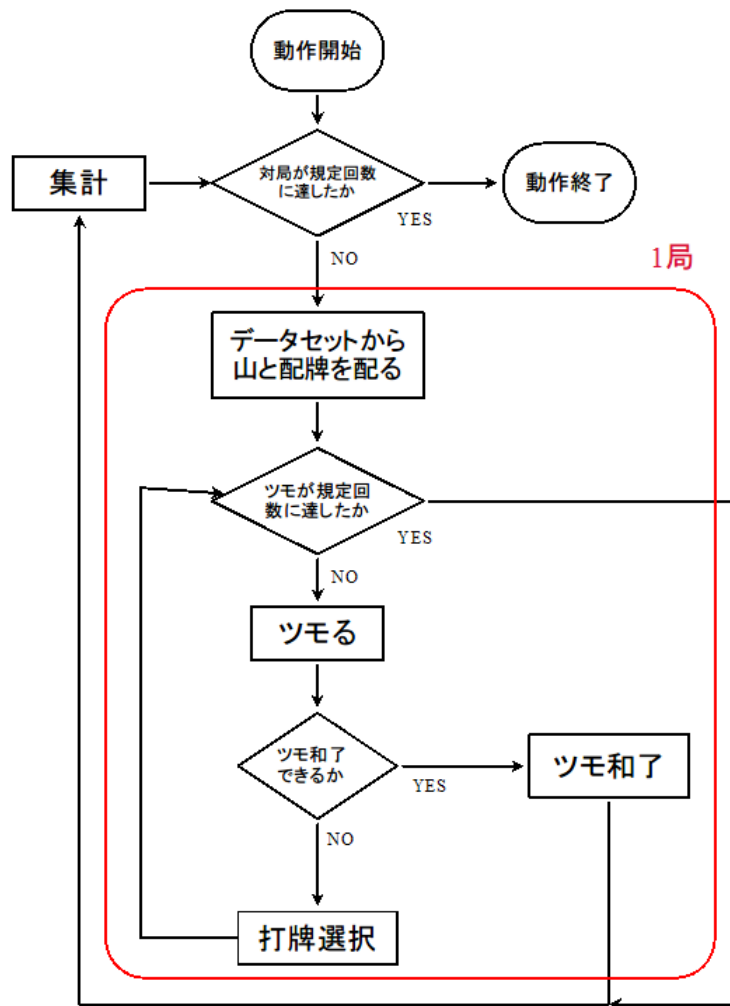 動作開始
集計
対局が規定回数
に達したか
YES
動作終了
NO
1局
データセットから
山と配牌を配る
ツモが規定回
数に達したか
YES
NO
ツモる
ツモ和了
できるか
YES
ツモ和了
NO
打牌選択